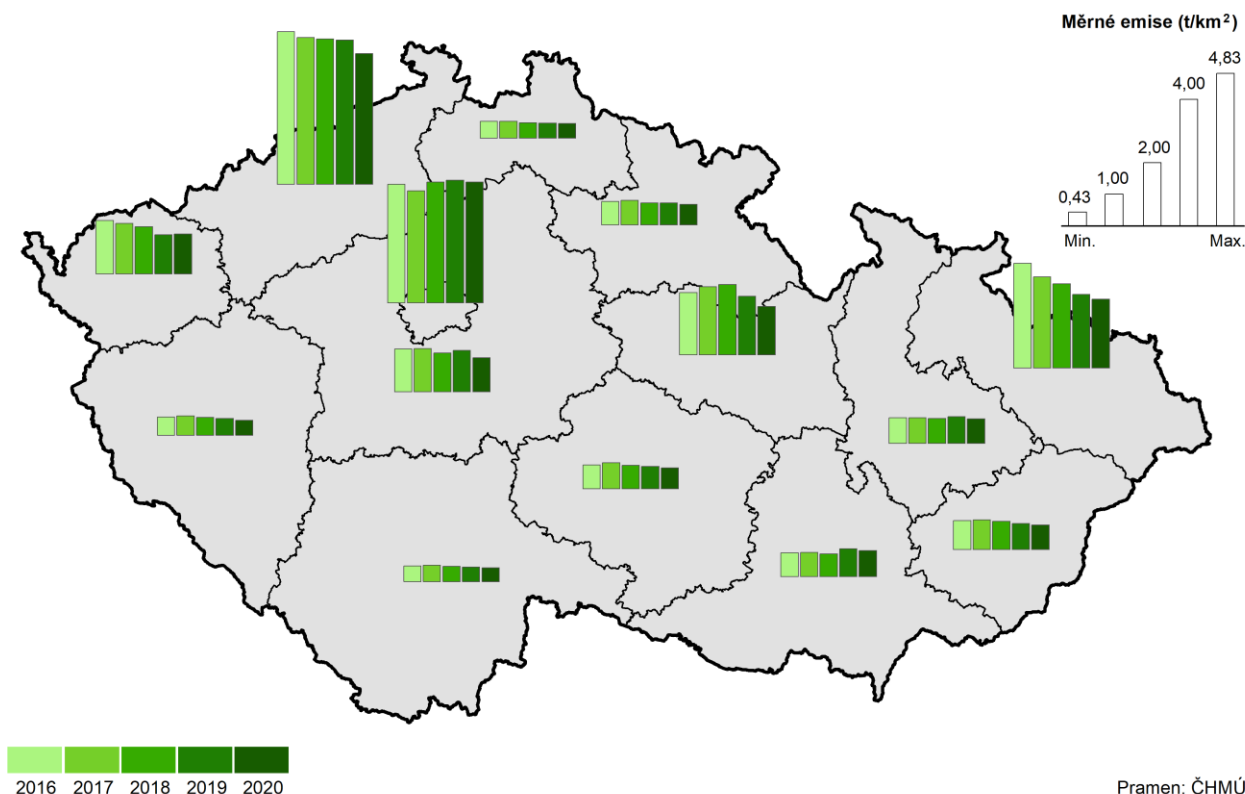 Měrné emise (t/km²)
4,83
4,00
2,00
1,00
0,43
Min.
Max.
2016
2017
2018
2019
2020
Pramen: ČHMÚ